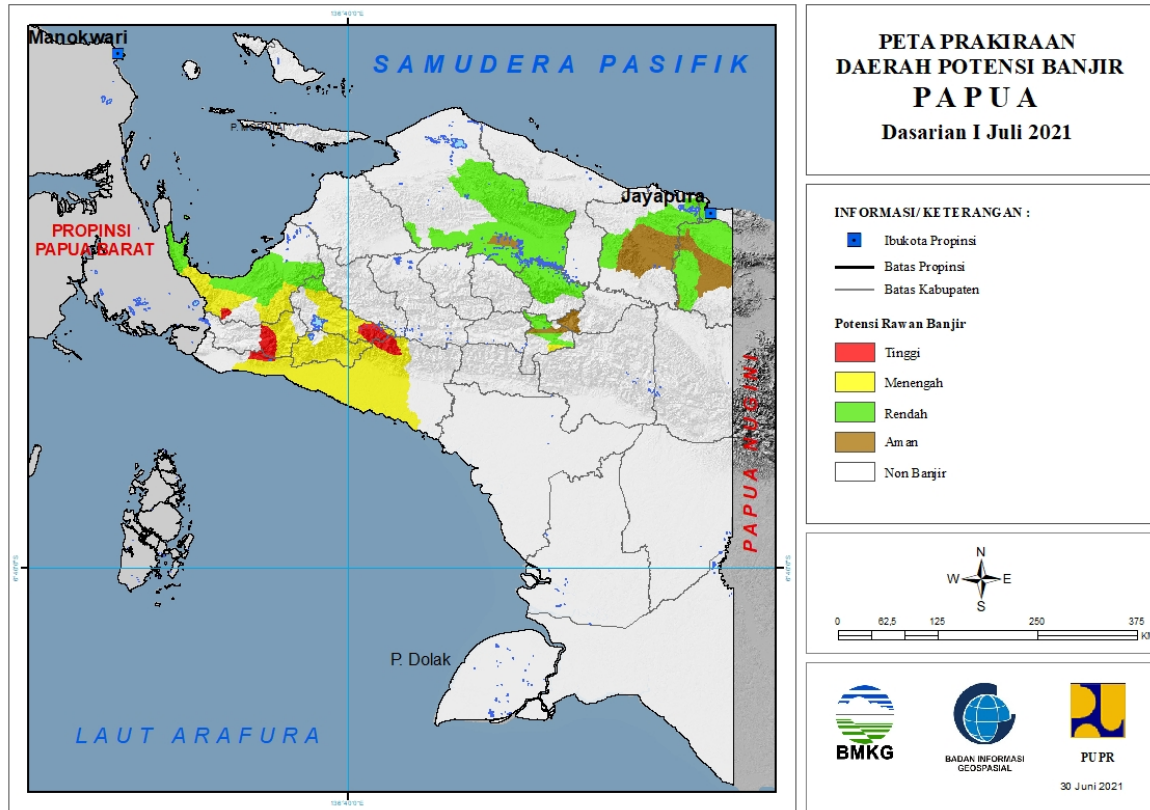 Manokwari
SAMUDERA PASIFIK
Jayapura
PROPINSI
PAPUA BARAT
PAPUA NUGINI
P. Dolak
LAUT ARAFURA
PETA PRAKIRAAN
DAERAH POTENSI BANJIR
PAPUA
Dasarian I Juli 2021
INFORMASI/ KETERANGAN :
Ibukota Propinsi
Batas Propinsi
Batas Kabupaten
Potensi Rawan Banjir
Tinggi
Menengah
Rendah
Aman
Non Banjir
N
W E
S
0 62,5 125 250 375
KM
BMKG
BADAN INFORMASI
GEOSPASIAL
PUPR
30 Juni 2021